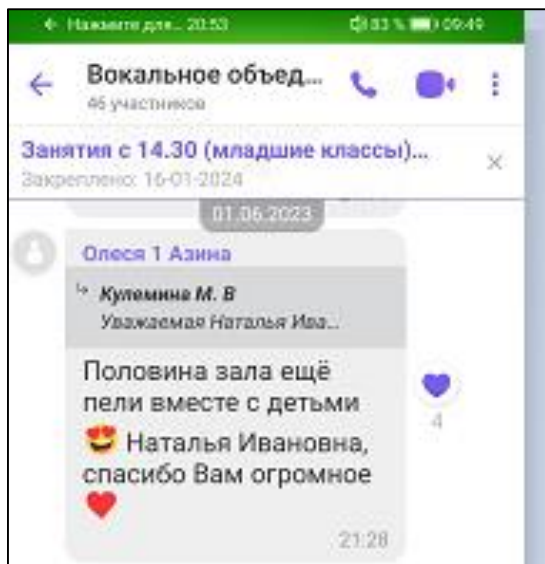 ← Нажмите для... 20:53 83 % 09:49
Вокальное объед...
46 участников
Занятия с 14.30 (младшие классы)...
Закреплено: 16-01-2024
01.06.2023
Олеся 1 Азина
Кулемина М. В
Уважаемая Наталья Ива...
Половина зала ещё
пели вместе с детьми
😍 Наталья Ивановна,
спасибо Вам огромное
❤️
4
21:28